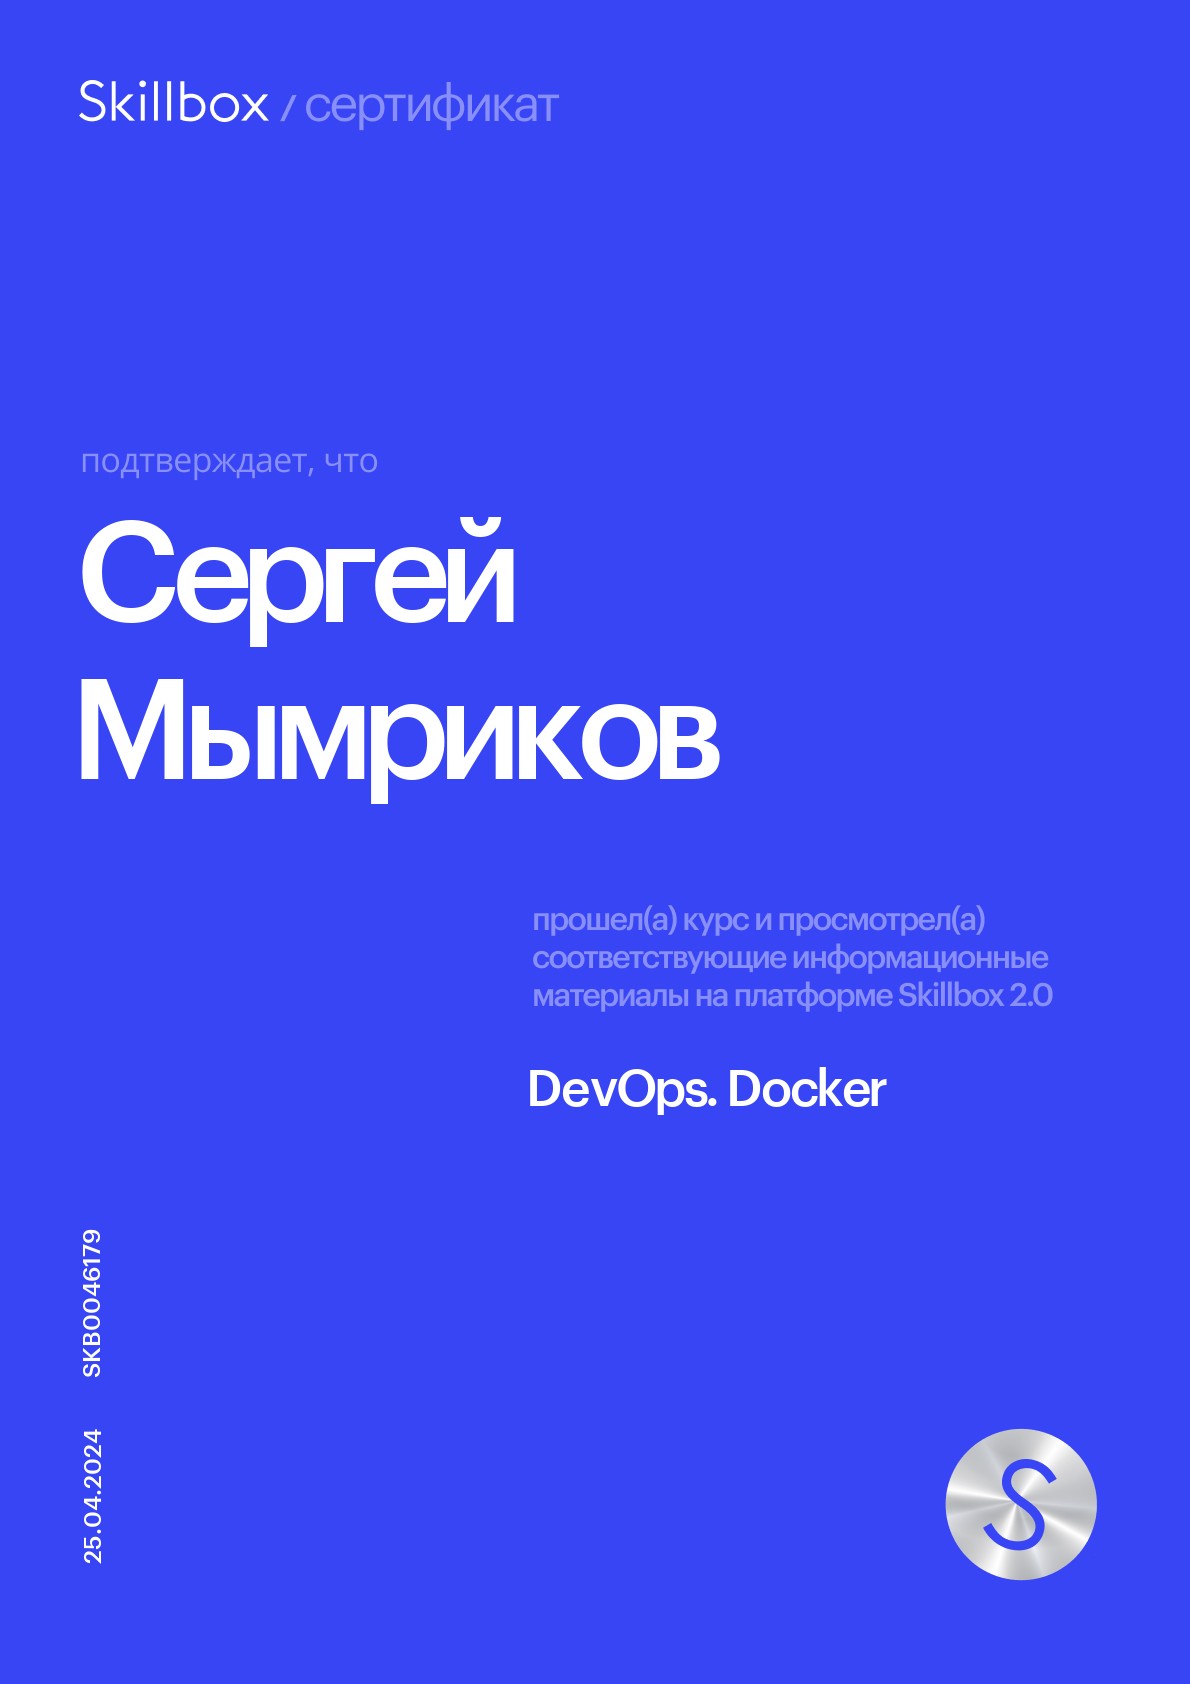 Skillbox / сертификат
подтверждает, что
Сергей
Мымриков
прошел(а) курс и просмотрел(а)
соответствующие информационные
материалы на платформе Skillbox 2.0
DevOps. Docker
SKB0046179
25.04.2024
S